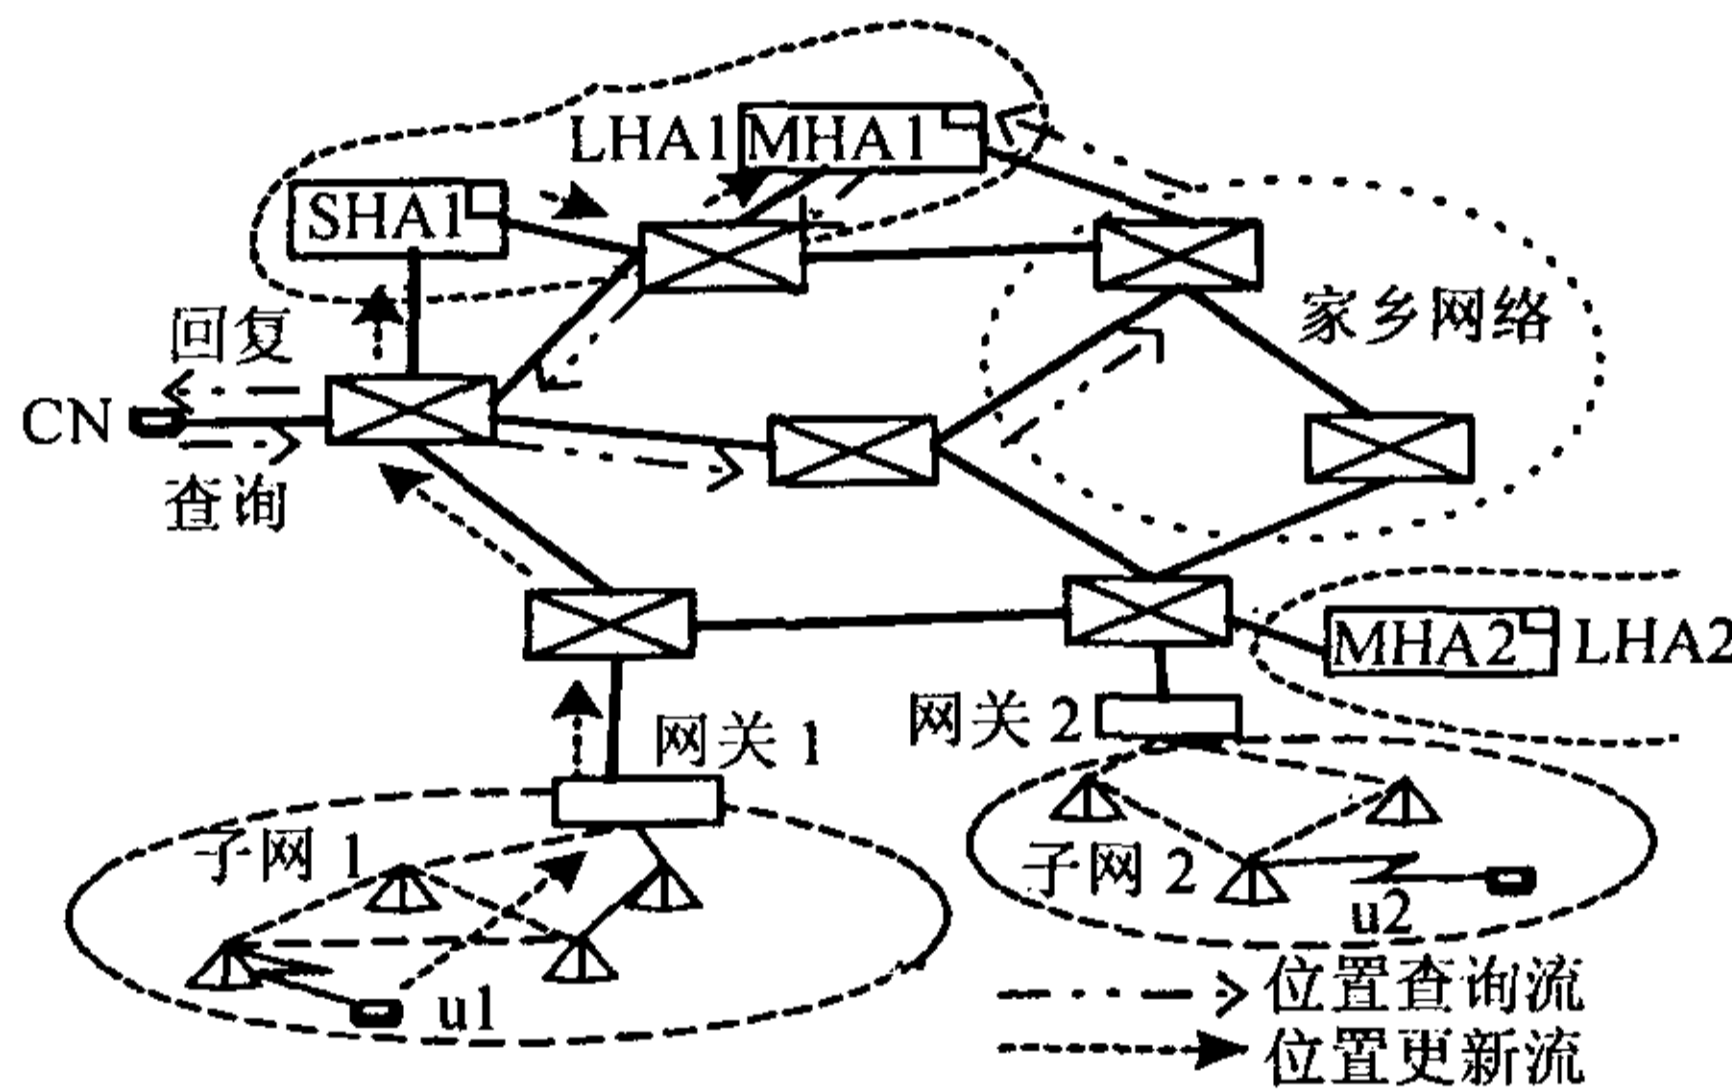 LHA1
MHA1
SHA1
家乡网络
回复
CN
查询
MHA2
LHA2
网关 1
网关 2
子网 1
子网 2
u2
u1
位置查询流
位置更新流